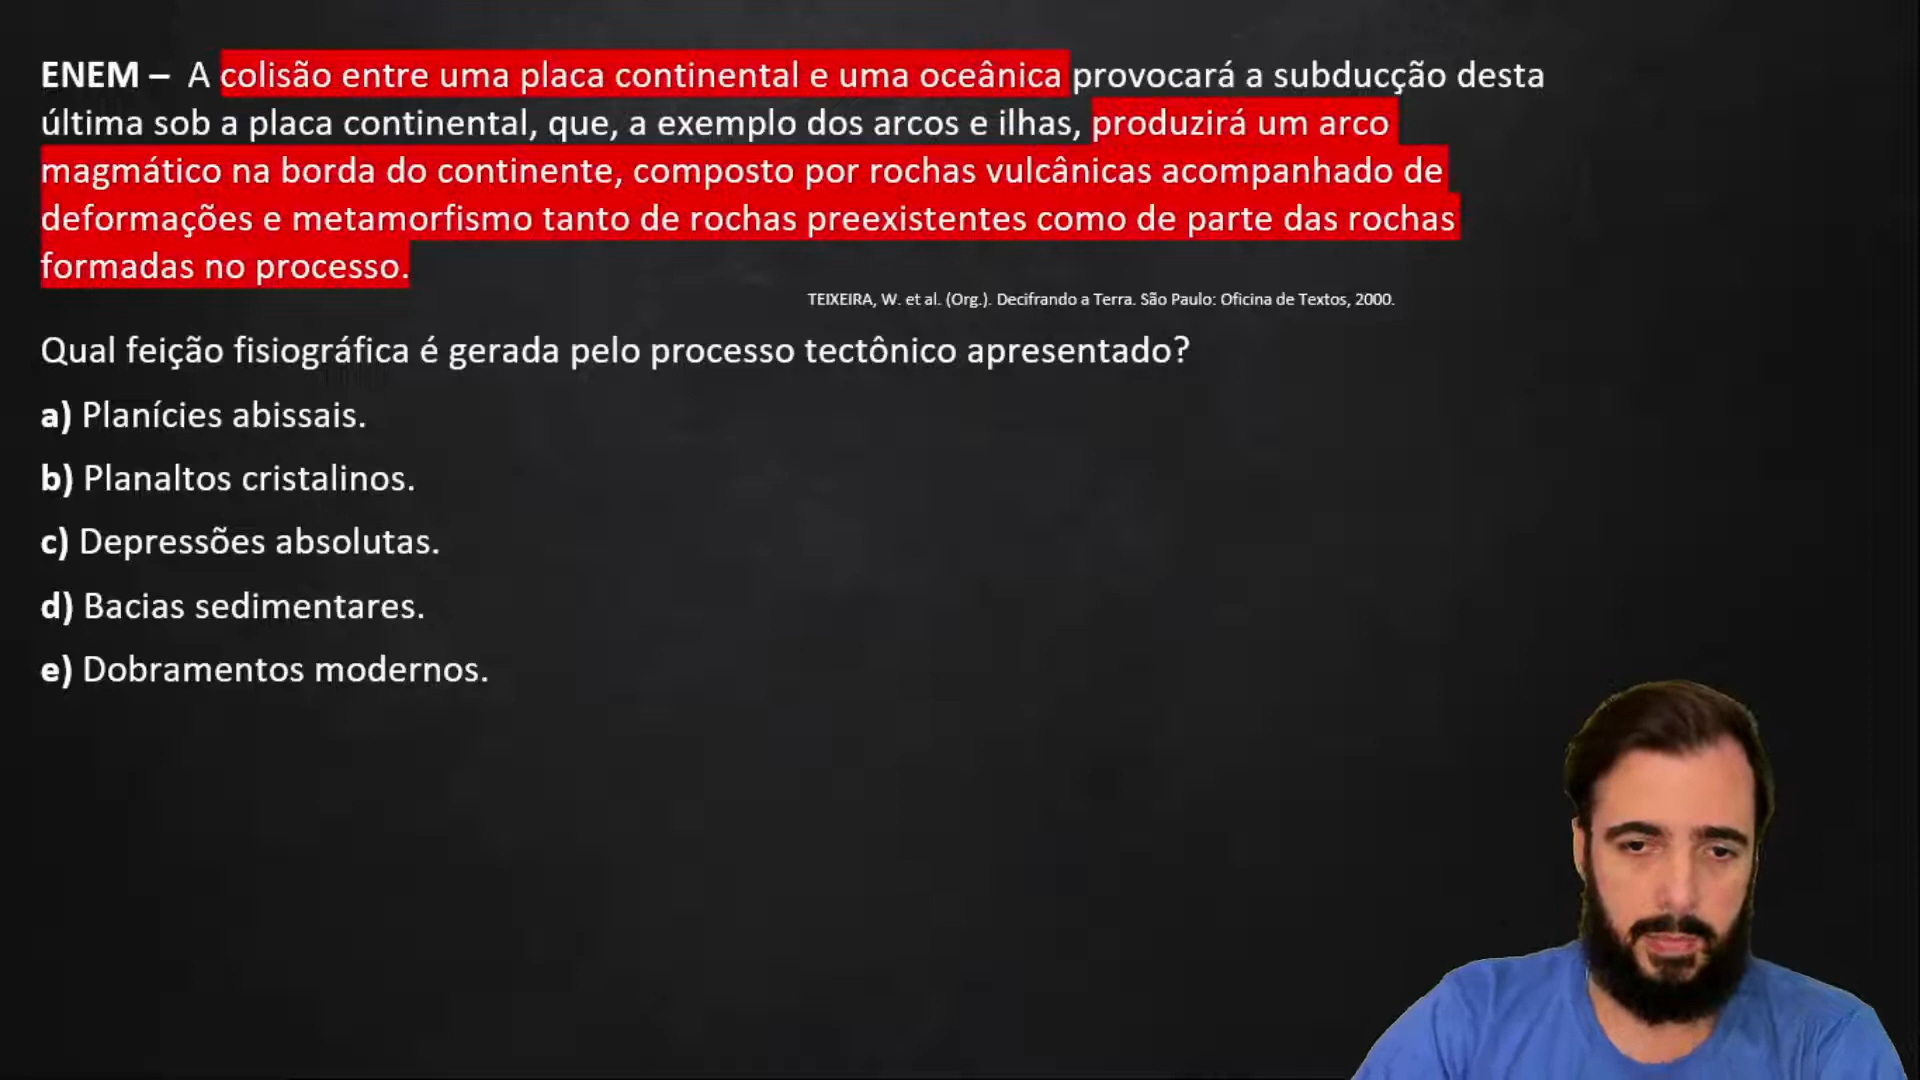 ENEM – A colisão entre uma placa continental e uma oceânica provocará a subducção desta
última sob a placa continental, que, a exemplo dos arcos e ilhas, produzirá um arco
magmático na borda do continente, composto por rochas vulcânicas acompanhado de
deformações e metamorfismo tanto de rochas preexistentes como de parte das rochas
formadas no processo.
TEIXEIRA, W. et al. (Org.). Decifrando a Terra. São Paulo: Oficina de Textos, 2000.
Qual feição fisiográfica é gerada pelo processo tectônico apresentado?
a) Planícies abissais.
b) Planaltos cristalinos.
c) Depressões absolutas.
d) Bacias sedimentares.
e) Dobramentos modernos.